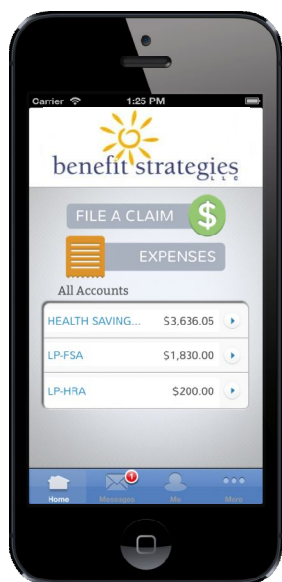 Carrier 1:25 PM
benefit strategies
LLC
FILE A CLAIM $
EXPENSES
All Accounts
HEALTH SAVING... $3,636.05
LP-FSA $1,830.00
LP-HRA $200.00
1
Home Messages Me More